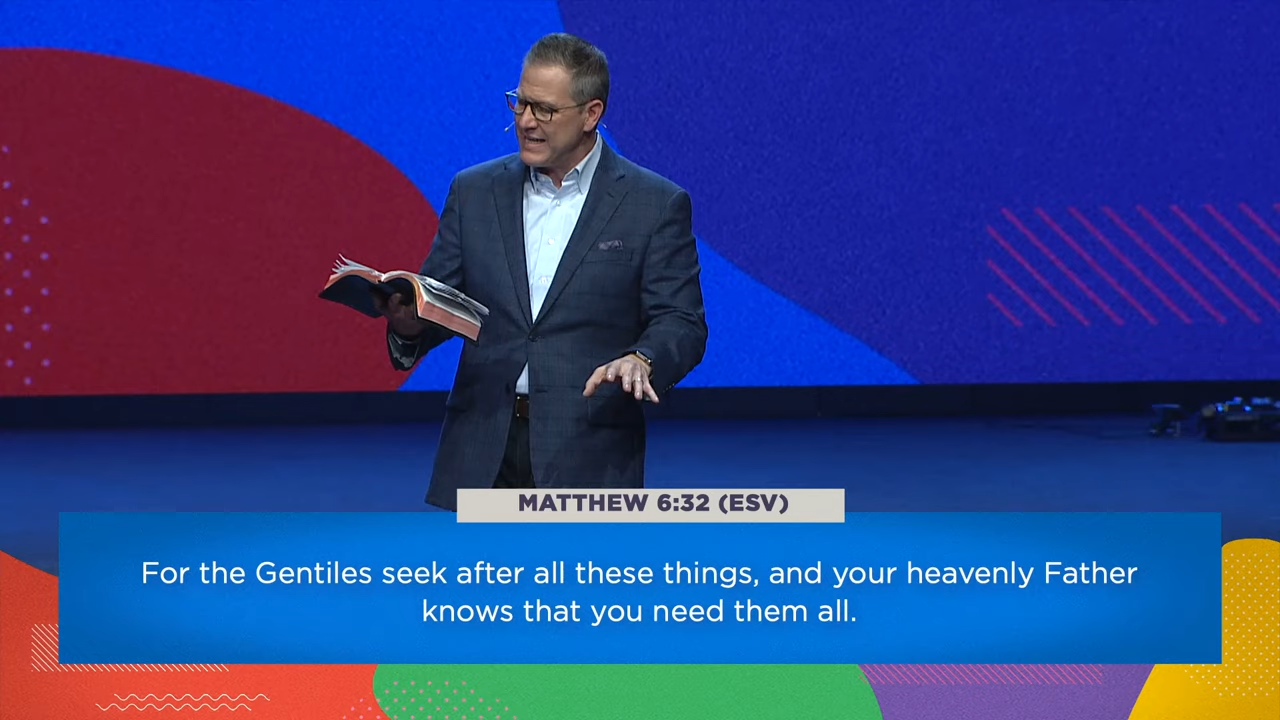 MATTHEW 6:32 (ESV)
For the Gentiles seek after all these things, and your heavenly Father
knows that you need them all.